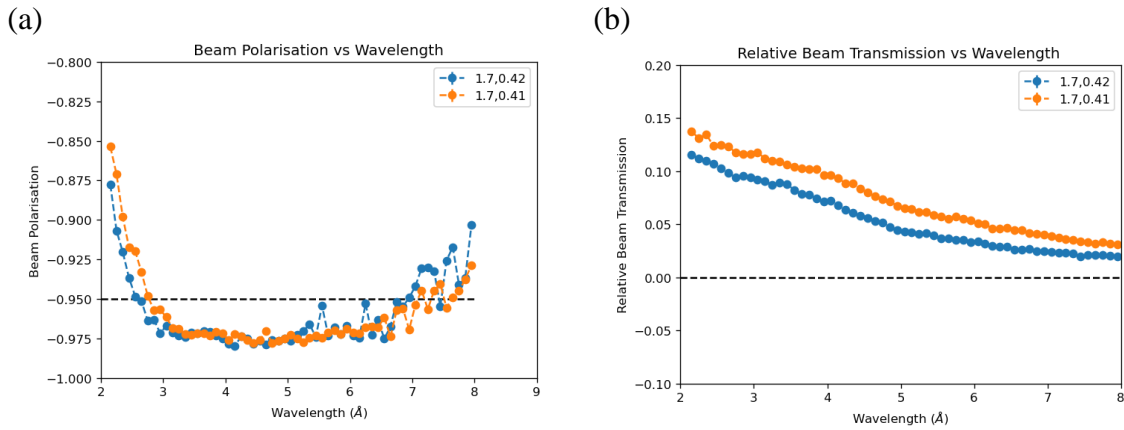 (a)
Beam Polarisation vs Wavelength
Beam Polarisation
−0.800
−0.825
−0.850
−0.875
−0.900
−0.925
−0.950
−0.975
−1.000
1.7,0.42
1.7,0.41
2 3 4 5 6 7 8 9
Wavelength (Å)
(b)
Relative Beam Transmission vs Wavelength
Relative Beam Transmission
0.20
0.15
0.10
0.05
0.00
−0.05
−0.10
1.7,0.42
1.7,0.41
2 3 4 5 6 7 8
Wavelength (Å)